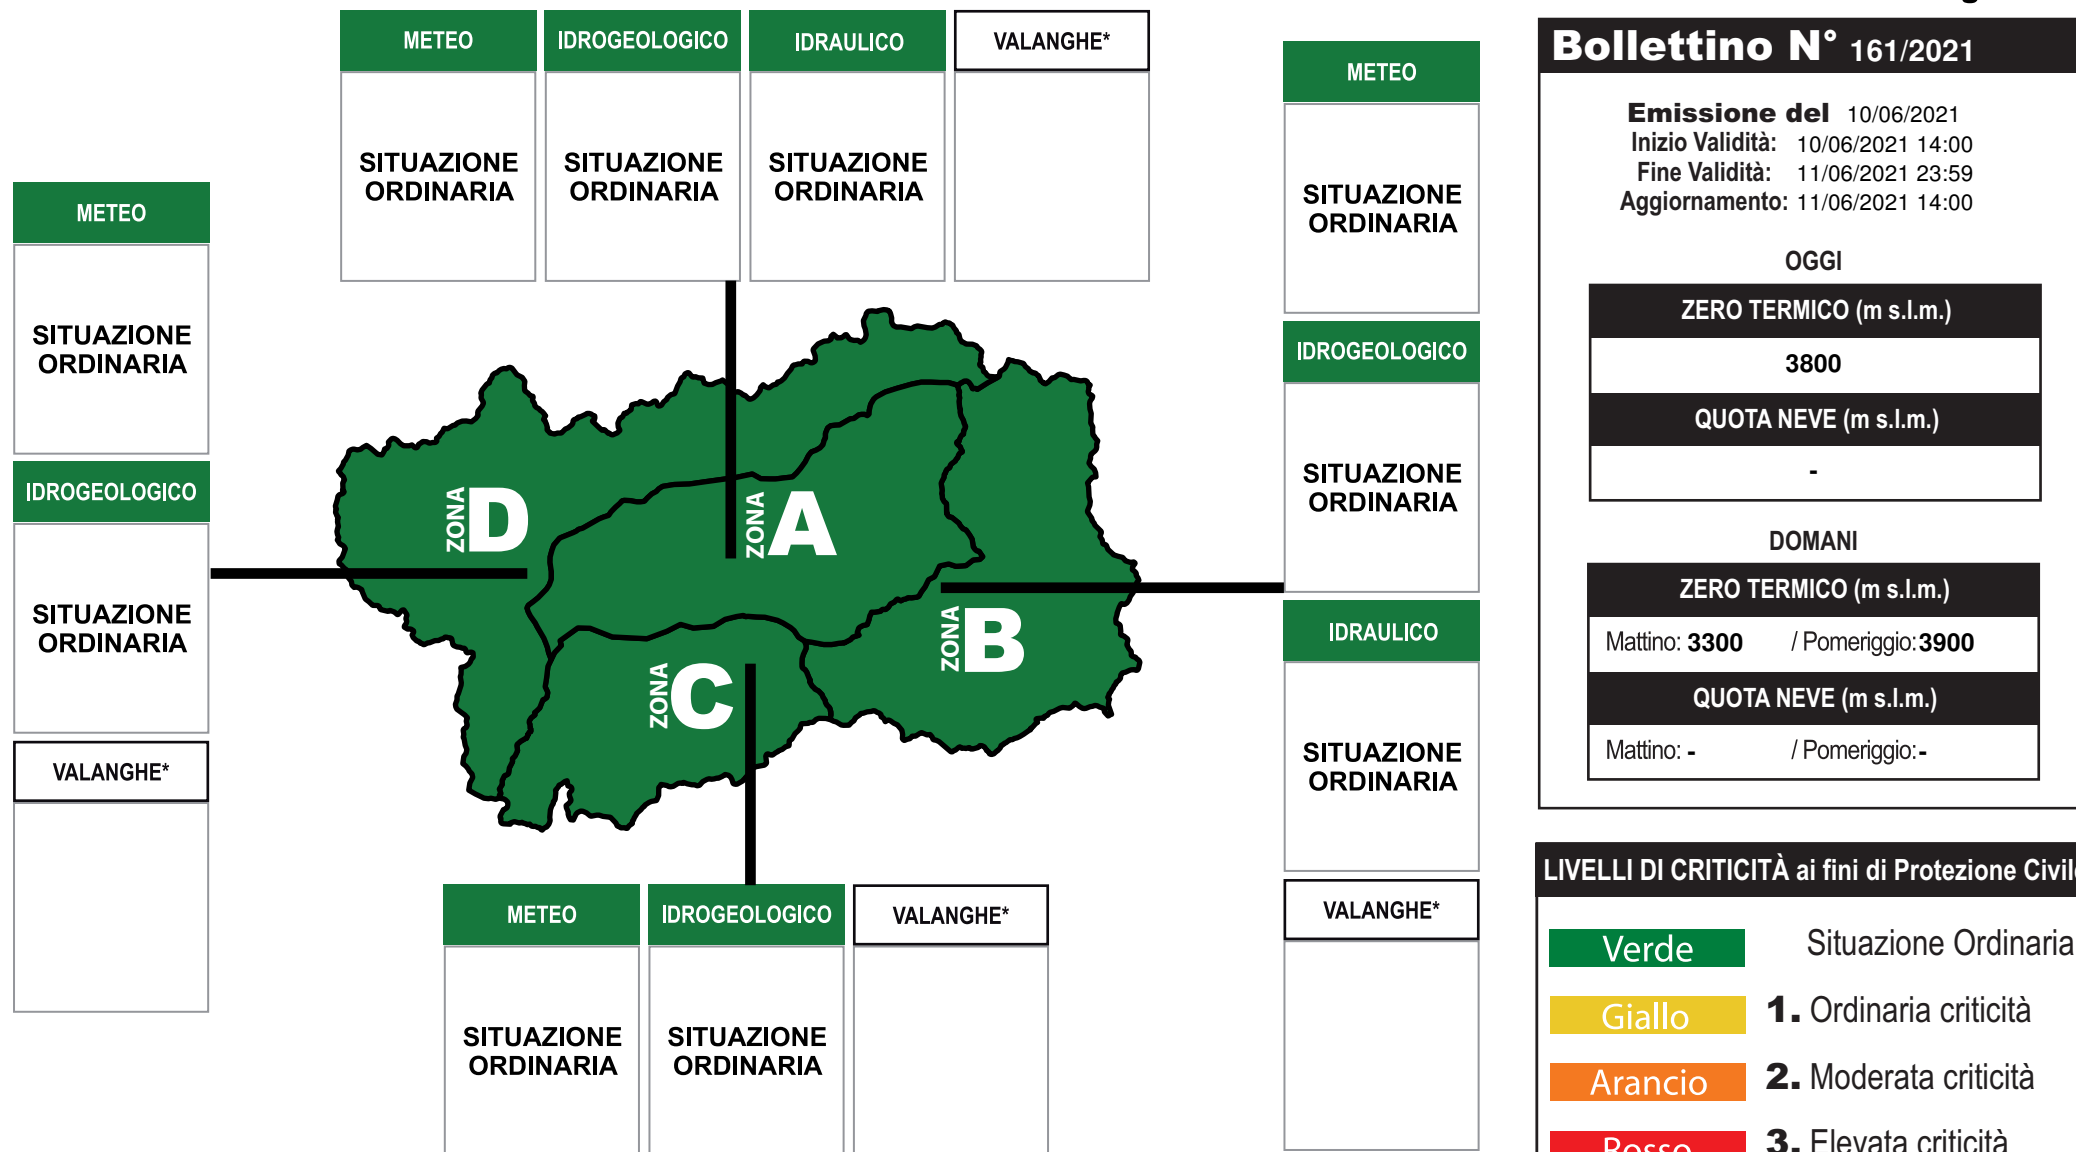 METEO IDROGEOLOGICO IDRAULICO VALANGHE*
SITUAZIONE ORDINARIA
SITUAZIONE ORDINARIA
SITUAZIONE ORDINARIA
METEO
SITUAZIONE
ORDINARIA
IDROGEOLOGICO
SITUAZIONE
ORDINARIA
VALANGHE*
ZONA D
ZONA A
ZONA B
ZONA C
METEO
SITUAZIONE
ORDINARIA
IDROGEOLOGICO
SITUAZIONE
ORDINARIA
IDRAULICO
SITUAZIONE
ORDINARIA
VALANGHE*
METEO IDROGEOLOGICO VALANGHE*
SITUAZIONE ORDINARIA
SITUAZIONE ORDINARIA
Bollettino N° 161/2021
Emissione del 10/06/2021
Inizio Validità: 10/06/2021 14:00
Fine Validità: 11/06/2021 23:59
Aggiornamento: 11/06/2021 14:00
OGGI
ZERO TERMICO (m s.l.m.)
3800
QUOTA NEVE (m s.l.m.)
-
DOMANI
ZERO TERMICO (m s.l.m.)
Mattino: 3300 / Pomeriggio: 3900
QUOTA NEVE (m s.l.m.)
Mattino: - / Pomeriggio: -
LIVELLI DI CRITICITÀ ai fini di Protezione Civile
Verde Situazione Ordinaria
Giallo 1. Ordinaria criticità
Arancio 2. Moderata criticità
Rosso 3. Elevata criticità